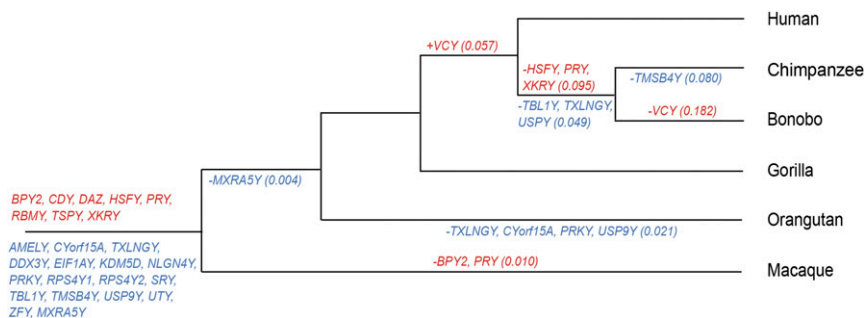 Human
+VCY (0.057)
-HSFY, PRY,
XKRY (0.095)
-TMSB4Y (0.080)
Chimpanzee
-TBL1Y, TXLNGY,
USPY (0.049)
-VCY (0.182)
Bonobo
Gorilla
-MXRA5Y (0.004)
BPY2, CDY, DAZ, HSFY, PRY,
RBMY, TSPY, XKRY
Orangutan
-TXLNGY, CYorf15A, PRKY, USP9Y (0.021)
AMELY, CYorf15A, TXLNGY,
DDX3Y, EIF1AY, KDM5D, NLGN4Y,
PRKY, RPS4Y1, RPS4Y2, SRY,
TBL1Y, TMSB4Y, USP9Y, UTY,
ZFY, MXRA5Y
-BPY2, PRY (0.010)
Macaque